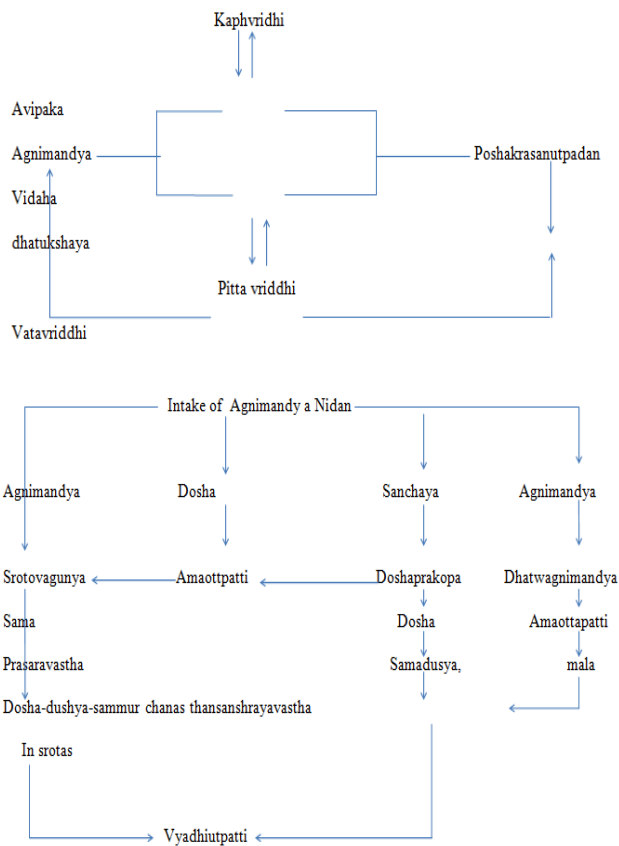 Kaphvridhi
Avipaka
Agnimandya
Poshakrasanutpadan
Vidaha
dhatukshaya
Pitta vriddhi
Vatavriddhi
Intake of Agnimandy a Nidan
Agnimandya Dosha Sanchaya Agnimandya
Srotovagunya Amaottpatti Doshaprakopa Dhatwagnimandya
Sama Dosha Amaottapatti
Prasaravastha Samadusya, mala
Dosha-dushya-sammur chanas thansanshrayavastha
In srotas
Vyadhiutpatti